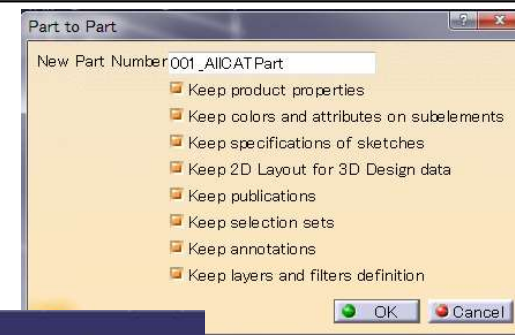 Part to Part
New Part Number 001_AllCATPart
Keep product properties
Keep colors and attributes on subelements
Keep specifications of sketches
Keep 2D Layout for 3D Design data
Keep publications
Keep selection sets
Keep annotations
Keep layers and filters definition
OK Cancel